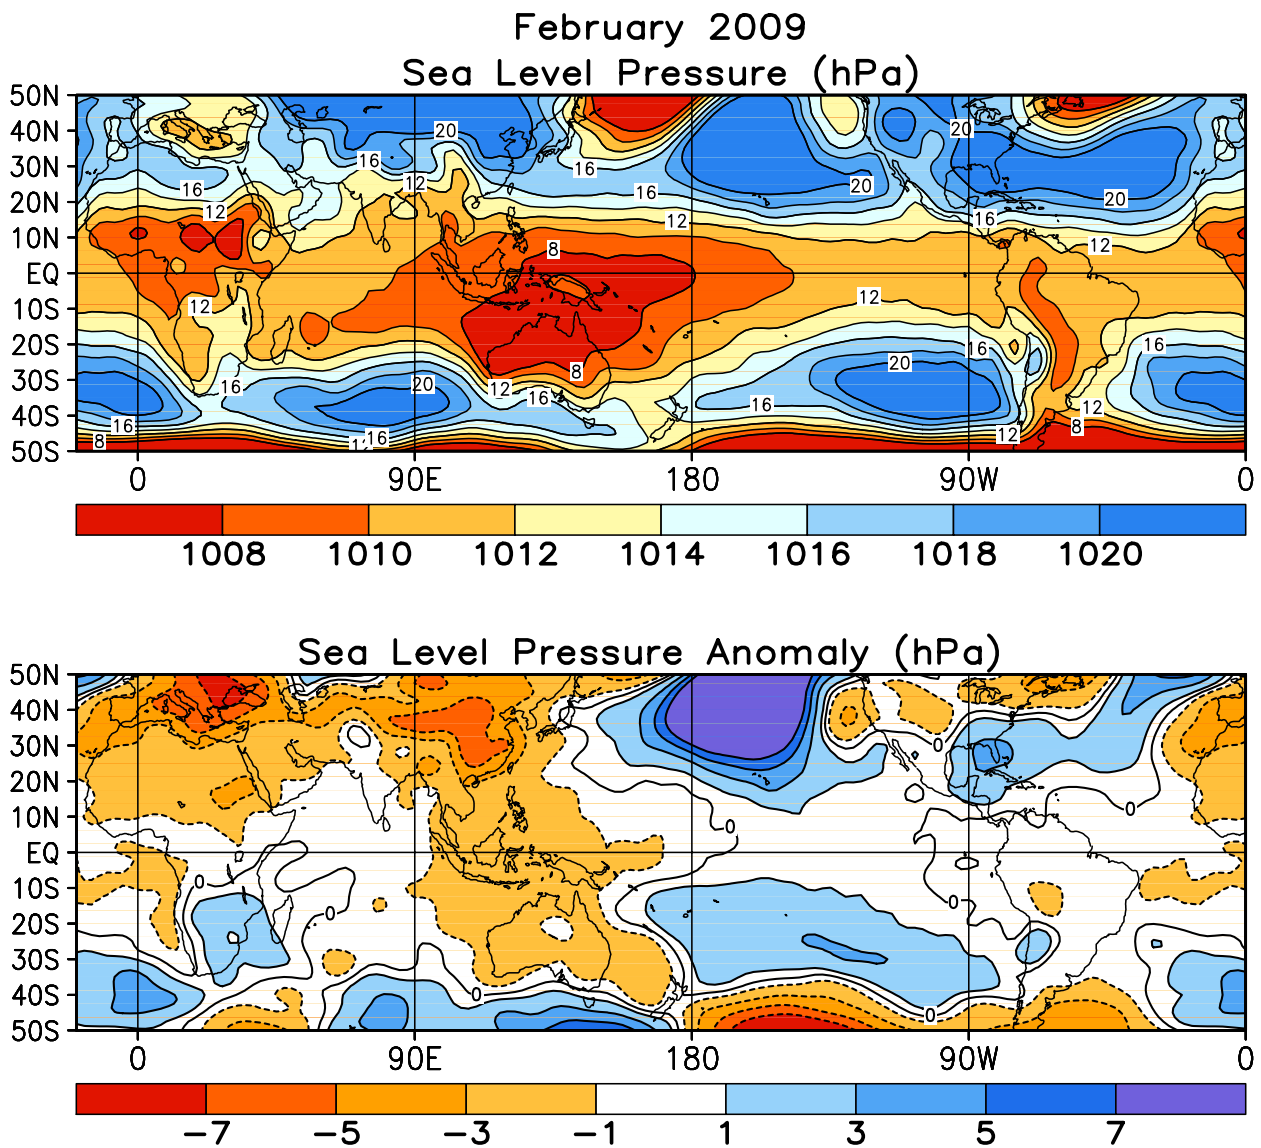 February 2009
Sea Level Pressure (hPa)
50N
40N
30N
20N
10N
EQ
10S
20S
30S
40S
50S
20 20
16 16
12 16 20 20
16 12 12 16
8 12
12 12
20 16 16
8 20
16 12 16 16 12
16 16 8
8 12
0 90E 180 90W 0
1008 1010 1012 1014 1016 1018 1020
Sea Level Pressure Anomaly (hPa)
50N
40N
30N
20N
10N
EQ
10S
20S
30S
40S
50S
0
0
0
0
0 0
0 0
0 90E 180 90W 0
−7 −5 −3 −1 1 3 5 7